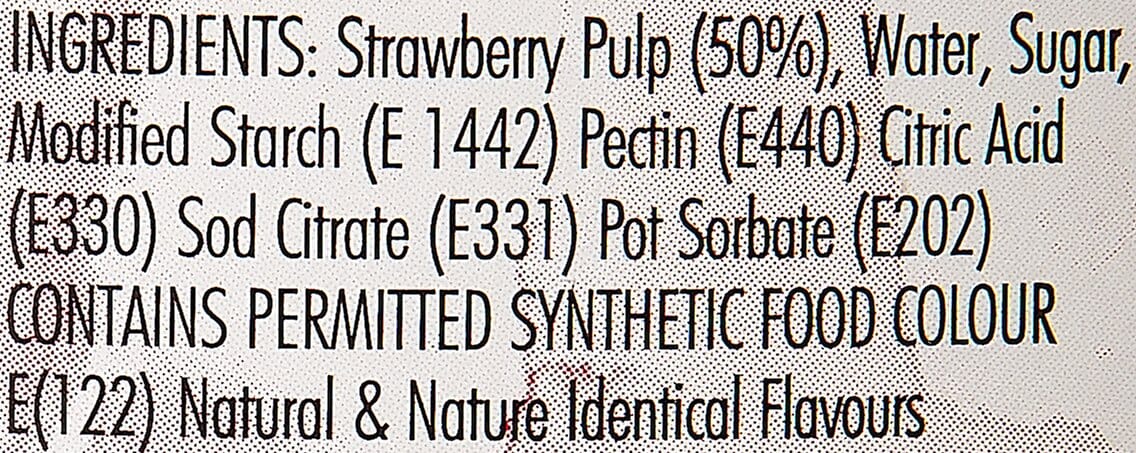 INGREDIENTS: Strawberry Pulp (50%), Water, Sugar,
Modified Starch (E 1442) Pectin (E440) Citric Acid
(E330) Sod Citrate (E331) Pot Sorbate (E202)
CONTAINS PERMITTED SYNTHETIC FOOD COLOUR
E(122) Natural & Nature Identical Flavours